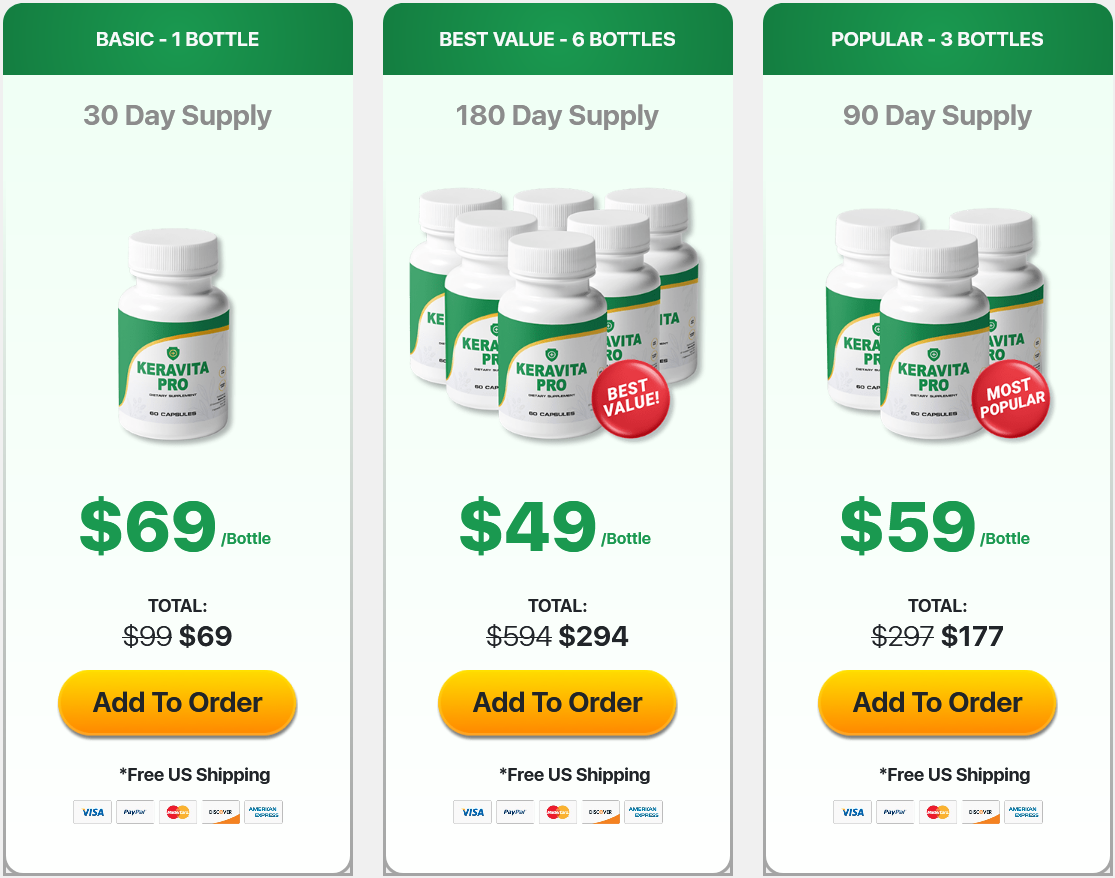 BASIC - 1 BOTTLE
30 Day Supply
KERAVITA
PRO
DIETARY SUPPLEMENT
60 CAPSULES
$69 /Bottle
TOTAL:
$99 $69
Add To Order
*Free US Shipping
VISA PayPal MasterCard DISCOVER AMERICAN EXPRESS
BEST VALUE - 6 BOTTLES
180 Day Supply
KERAVITA
PRO
DIETARY SUPPLEMENT
60 CAPSULES
BEST
VALUE!
$49 /Bottle
TOTAL:
$594 $294
Add To Order
*Free US Shipping
VISA PayPal MasterCard DISCOVER AMERICAN EXPRESS
POPULAR - 3 BOTTLES
90 Day Supply
KERAVITA
PRO
DIETARY SUPPLEMENT
60 CAPSULES
MOST
POPULAR
$59 /Bottle
TOTAL:
$297 $177
Add To Order
*Free US Shipping
VISA PayPal MasterCard DISCOVER AMERICAN EXPRESS